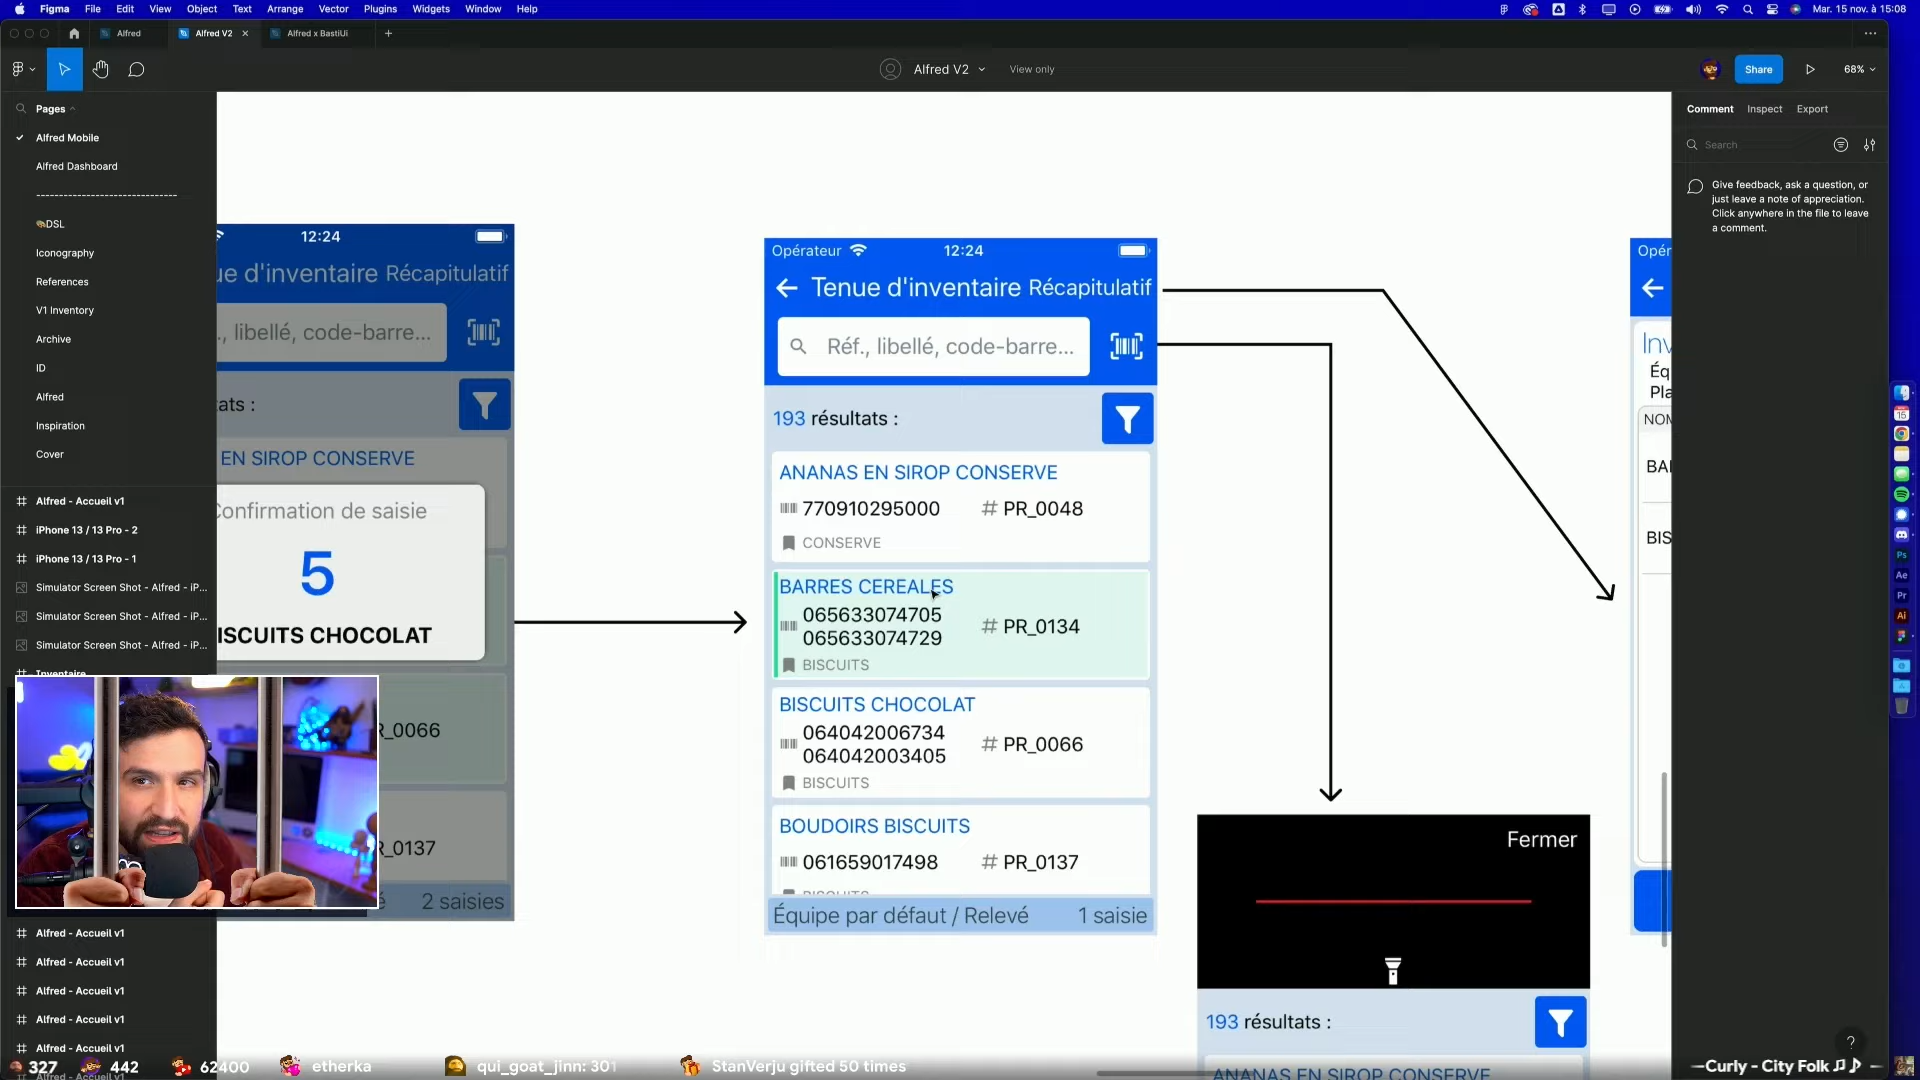 Figma File Edit View Object Text Arrange Vector Plugins Widgets Window Help Mar. 15 nov. à 15:08
Alfred Alfred V2 Alfred x BastiUi
Alfred V2 View only Share 68%
Pages
Alfred Mobile
Alfred Dashboard
------------------------------
DSL
Iconography
References
V1 Inventory
Archive
ID
Alfred
Inspiration
Cover
Alfred - Accueil v1
iPhone 13 / 13 Pro - 2
iPhone 13 / 13 Pro - 1
Simulator Screen Shot - Alfred - iP...
Simulator Screen Shot - Alfred - iP...
Simulator Screen Shot - Alfred - iP...
Inventaire
Alfred - Accueil v1
Alfred - Accueil v1
Alfred - Accueil v1
Alfred - Accueil v1
Alfred - Accueil v1
12:24
ue d'inventaire Récapitulatif
., libellé, code-barre...
ats :
EN SIROP CONSERVE
Confirmation de saisie
5
ISCUITS CHOCOLAT
R_0066
R_0137
é 2 saisies
Opérateur 12:24
Tenue d'inventaire Récapitulatif
Réf., libellé, code-barre...
193 résultats :
ANANAS EN SIROP CONSERVE
770910295000 # PR_0048
CONSERVE
BARRES CEREALES
065633074705
065633074729 # PR_0134
BISCUITS
BISCUITS CHOCOLAT
064042006734
064042003405 # PR_0066
BISCUITS
BOUDOIRS BISCUITS
061659017498 # PR_0137
BISCUITS
Équipe par défaut / Relevé 1 saisie
Fermer
193 résultats :
ANANAS EN SIROP CONSERVE
Opér
Inv
Éq
Pla
NOM
BAI
BIS
Comment Inspect Export
Search
Give feedback, ask a question, or
just leave a note of appreciation.
Click anywhere in the file to leave
a comment.
15
Ps
Ae
Pr
Ai
?
327 442 62400 etherka qui_goat_jinn: 301 StanVerju gifted 50 times
—Curly - City Folk